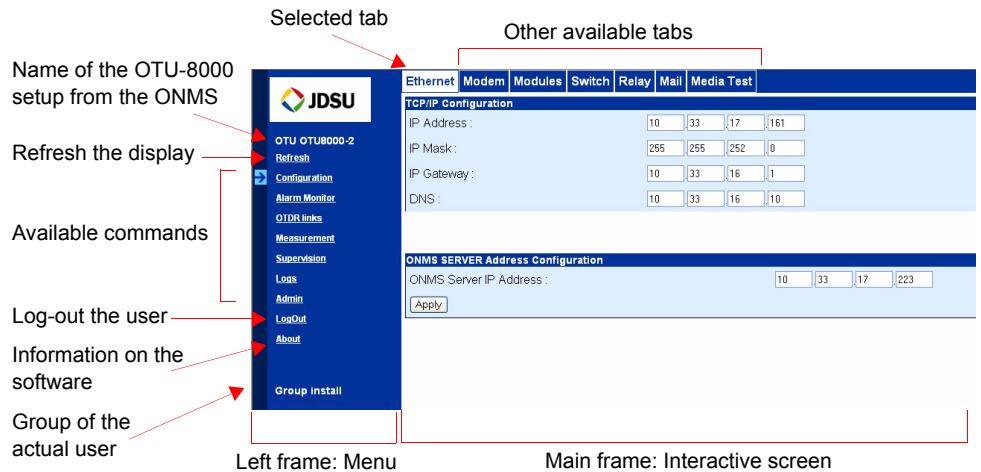 Selected tab
Other available tabs
Name of the OTU-8000
setup from the ONMS
Refresh the display
Available commands
Log-out the user
Information on the
software
Group of the
actual user
JDSU
OTU OTU8000-2
Refresh
Configuration
Alarm Monitor
OTDR links
Measurement
Supervision
Logs
Admin
LogOut
About
Group install
Ethernet Modem Modules Switch Relay Mail Media Test
TCP/IP Configuration
IP Address : 10 .33 .17 .161
IP Mask : 255 .255 .252 .0
IP Gateway : 10 .33 .16 .1
DNS : 10 .33 .16 .10
ONMS SERVER Address Configuration
ONMS Server IP Address : 10 .33 .17 .223
Apply
Left frame: Menu
Main frame: Interactive screen